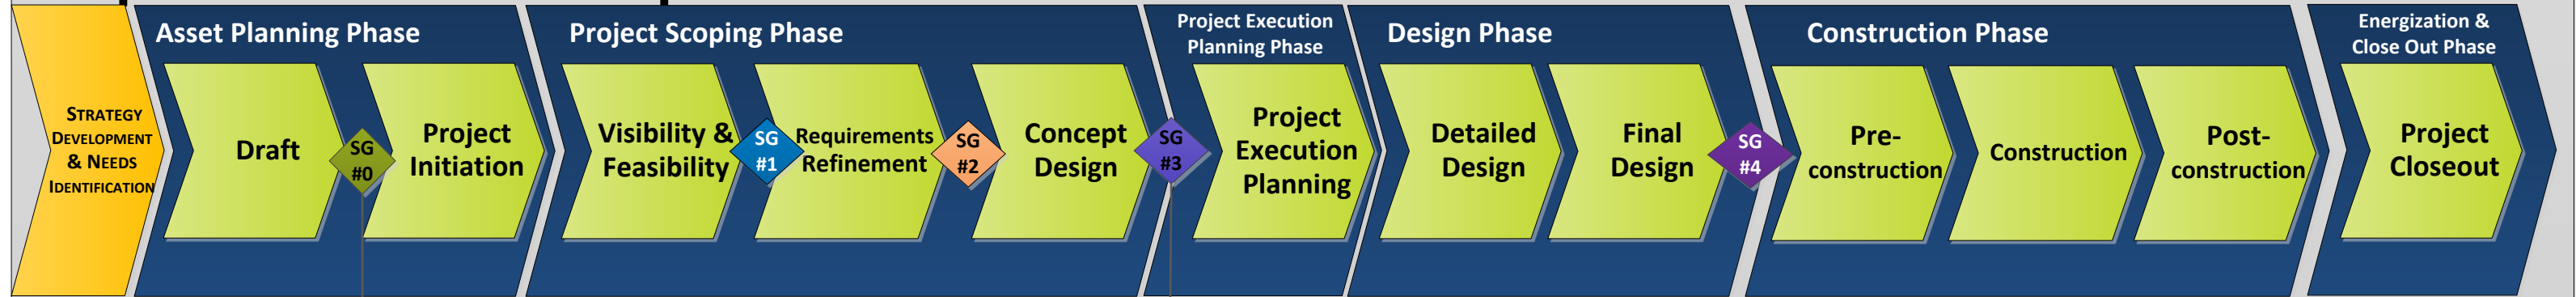 STRATEGY
DEVELOPMENT
& NEEDS
IDENTIFICATION
Asset Planning Phase
Draft
SG
#0
Project
Initiation
Project Scoping Phase
Visibility &
Feasibility
SG
#1
Requirements
Refinement
SG
#2
Concept
Design
SG
#3
Project Execution
Planning Phase
Project
Execution
Planning
Design Phase
Detailed
Design
Final
Design
SG
#4
Construction Phase
Pre-
construction
Construction
Post-
construction
Energization &
Close Out Phase
Project
Closeout